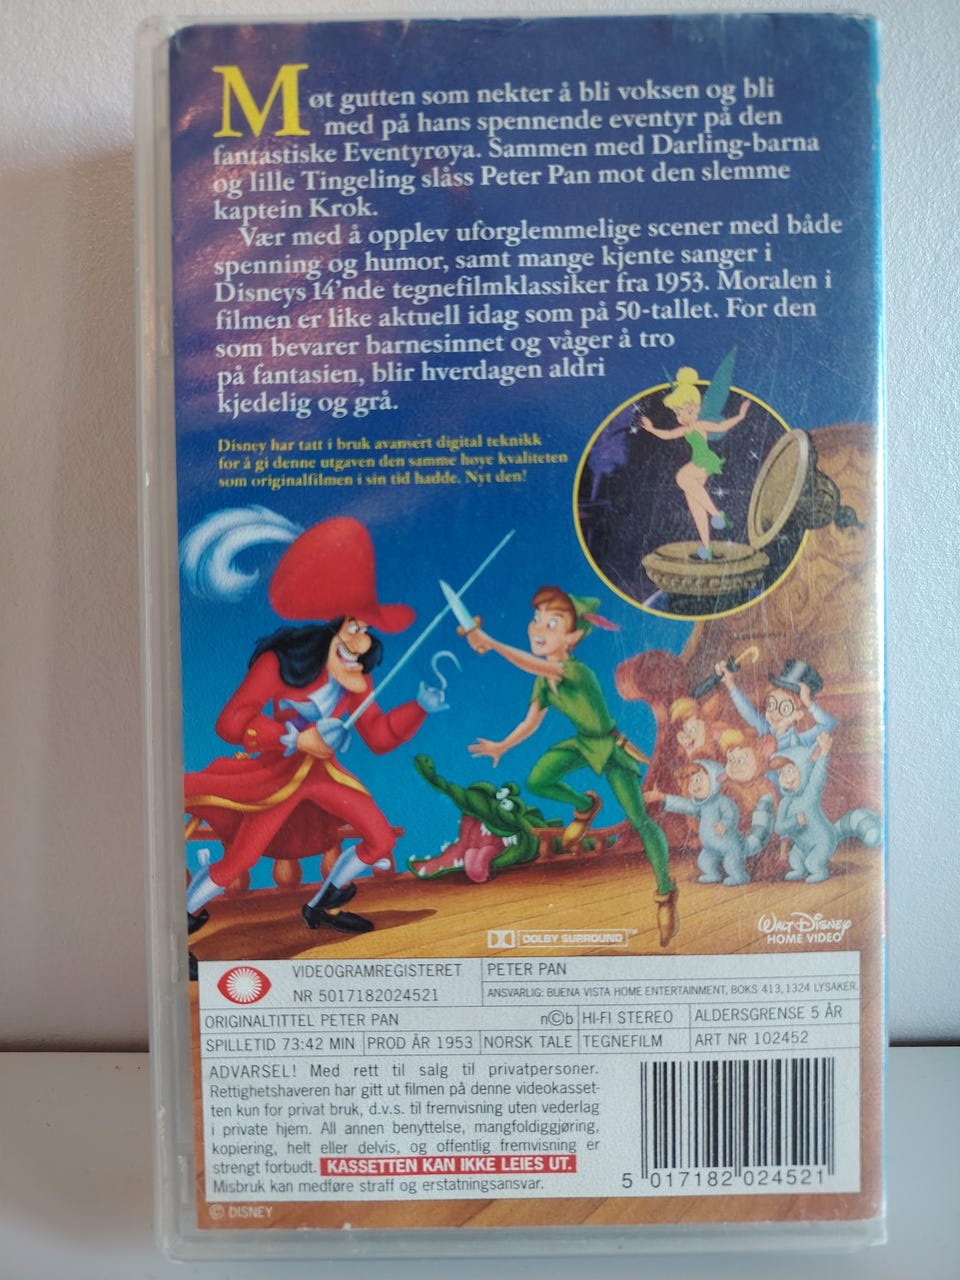 Møt gutten som nekter å bli voksen og bli
med på hans spennende eventyr på den
fantastiske Eventyrøya. Sammen med Darling-barna
og lille Tingeling slåss Peter Pan mot den slemme
kaptein Krok.
Vær med å opplev uforglemmelige scener med både
spenning og humor, samt mange kjente sanger i
Disneys 14'nde tegnefilmklassiker fra 1953. Moralen i
filmen er like aktuell idag som på 50-tallet. For den
som bevarer barnesinnet og våger å tro
på fantasien, blir hverdagen aldri
kjedelig og grå.
Disney har tatt i bruk avansert digital teknikk
for å gi denne utgaven den samme høye kvaliteten
som originalfilmen i sin tid hadde. Nyt den!
DOLBY SURROUND™
WALT DISNEY
HOME VIDEO
VIDEOGRAMREGISTERET
NR 5017182024521
PETER PAN
ANSVARLIG: BUENA VISTA HOME ENTERTAINMENT, BOKS 413, 1324 LYSAKER.
ORIGINALTITTEL PETER PAN
n©b HI-FI STEREO
ALDERSGRENSE 5 ÅR
SPILLETID 73:42 MIN PROD ÅR 1953 NORSK TALE TEGNEFILM ART NR 102452
ADVARSEL! Med rett til salg til privatpersoner.
Rettighetshaveren har gitt ut filmen på denne videokasset-
ten kun for privat bruk, d.v.s. til fremvisning uten vederlag
i private hjem. All annen benyttelse, mangfoldiggjøring,
kopiering, helt eller delvis, og offentlig fremvisning er
strengt forbudt. KASSETTEN KAN IKKE LEIES UT.
Misbruk kan medføre straff og erstatningsansvar.
5 017182 024521
© DISNEY